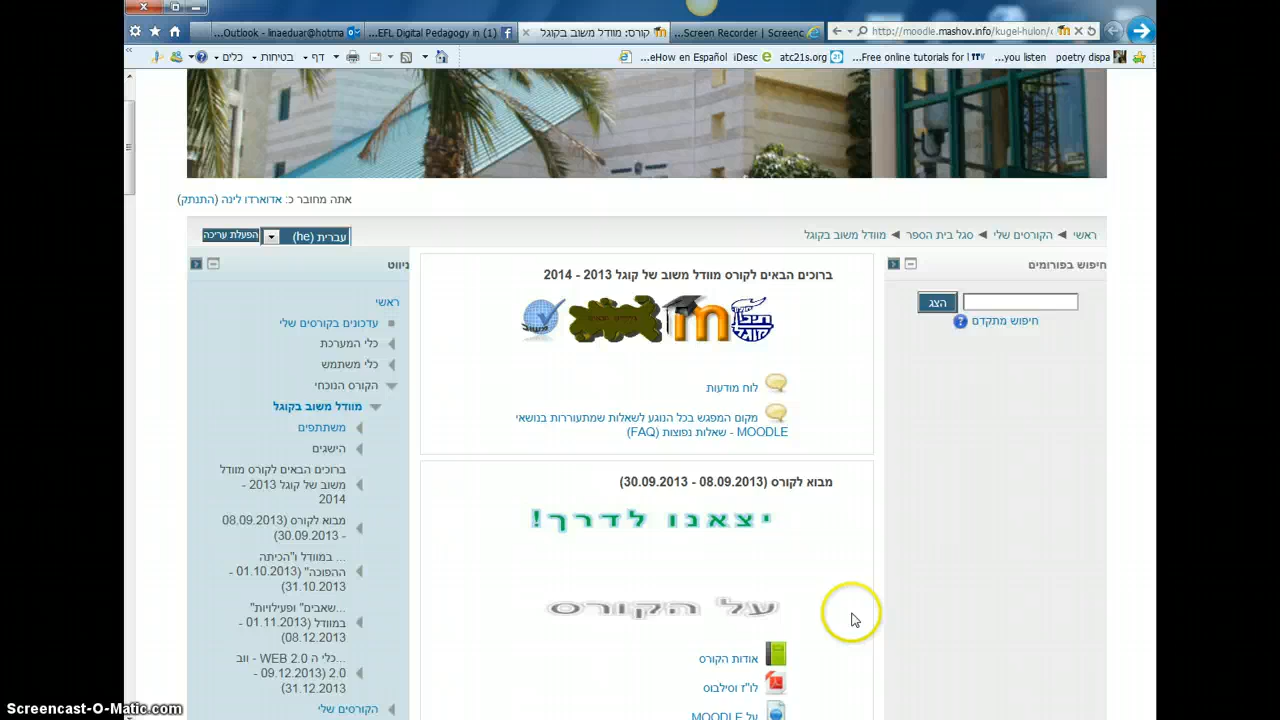 Outlook - linaeduar@hotma...
EFL Digital Pedagogy in (1)...
קורס: מוודל משוב בקוגל
Screen Recorder | Screenc...
http://moodle.mashov.info/kugel-hulon/
כלים
בטיחות
דף
eHow en Español iDesc...
atc21s.org
Free online tutorials for l...
you listen...
poetry dispa
אתה מחובר כ: אדוארדו לינה (התנתק)
ראשי ◄ הקורסים שלי ◄ סגל בית הספר ◄ מוודל משוב בקוגל
עברית (he)
הפעלת עריכה
חיפוש בפורומים
הצג
חיפוש מתקדם
ברוכים הבאים לקורס מוודל משוב של קוגל 2013 - 2014
משוב
לוח מודעות
מקום המפגש בכל הנוגע לשאלות שמתעוררות בנושאי
MOODLE - שאלות נפוצות (FAQ)
מבוא לקורס (08.09.2013 - 30.09.2013)
יצאנו לדרך!
על הקורס
אודות הקורס
לו"ז וסילבוס
על MOODLE
ניווט
ראשי
עדכונים בקורסים שלי
כלי המערכת
כלי משתמש
הקורס הנוכחי
מוודל משוב בקוגל
משתתפים
הישגים
ברוכים הבאים לקורס מוודל
משוב של קוגל 2013 -
2014
מבוא לקורס (08.09.2013
- 30.09.2013)
... במוודל ו"הכיתה
ההפוכה" (01.10.2013 -
31.10.2013)
..."שאבים" ופעילויות
במוודל (01.11.2013 -
08.12.2013)
...כלי ה WEB 2.0 - ווב
2.0 (09.12.2013 -
31.12.2013)
הקורסים שלי
Screencast-O-Matic.com